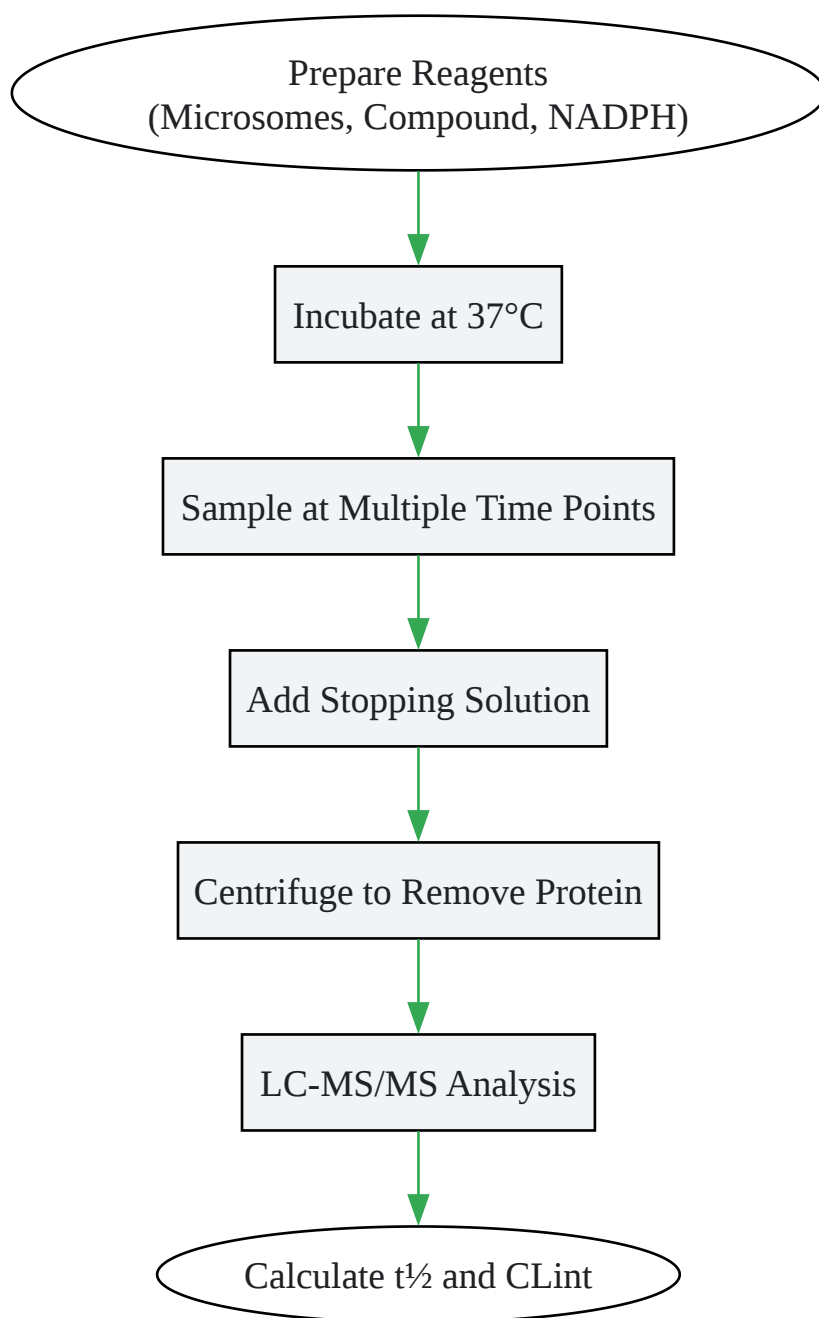 Prepare Reagents
(Microsomes, Compound, NADPH)
Incubate at 37°C
Sample at Multiple Time Points
Add Stopping Solution
Centrifuge to Remove Protein
LC-MS/MS Analysis
Calculate t½ and CLint